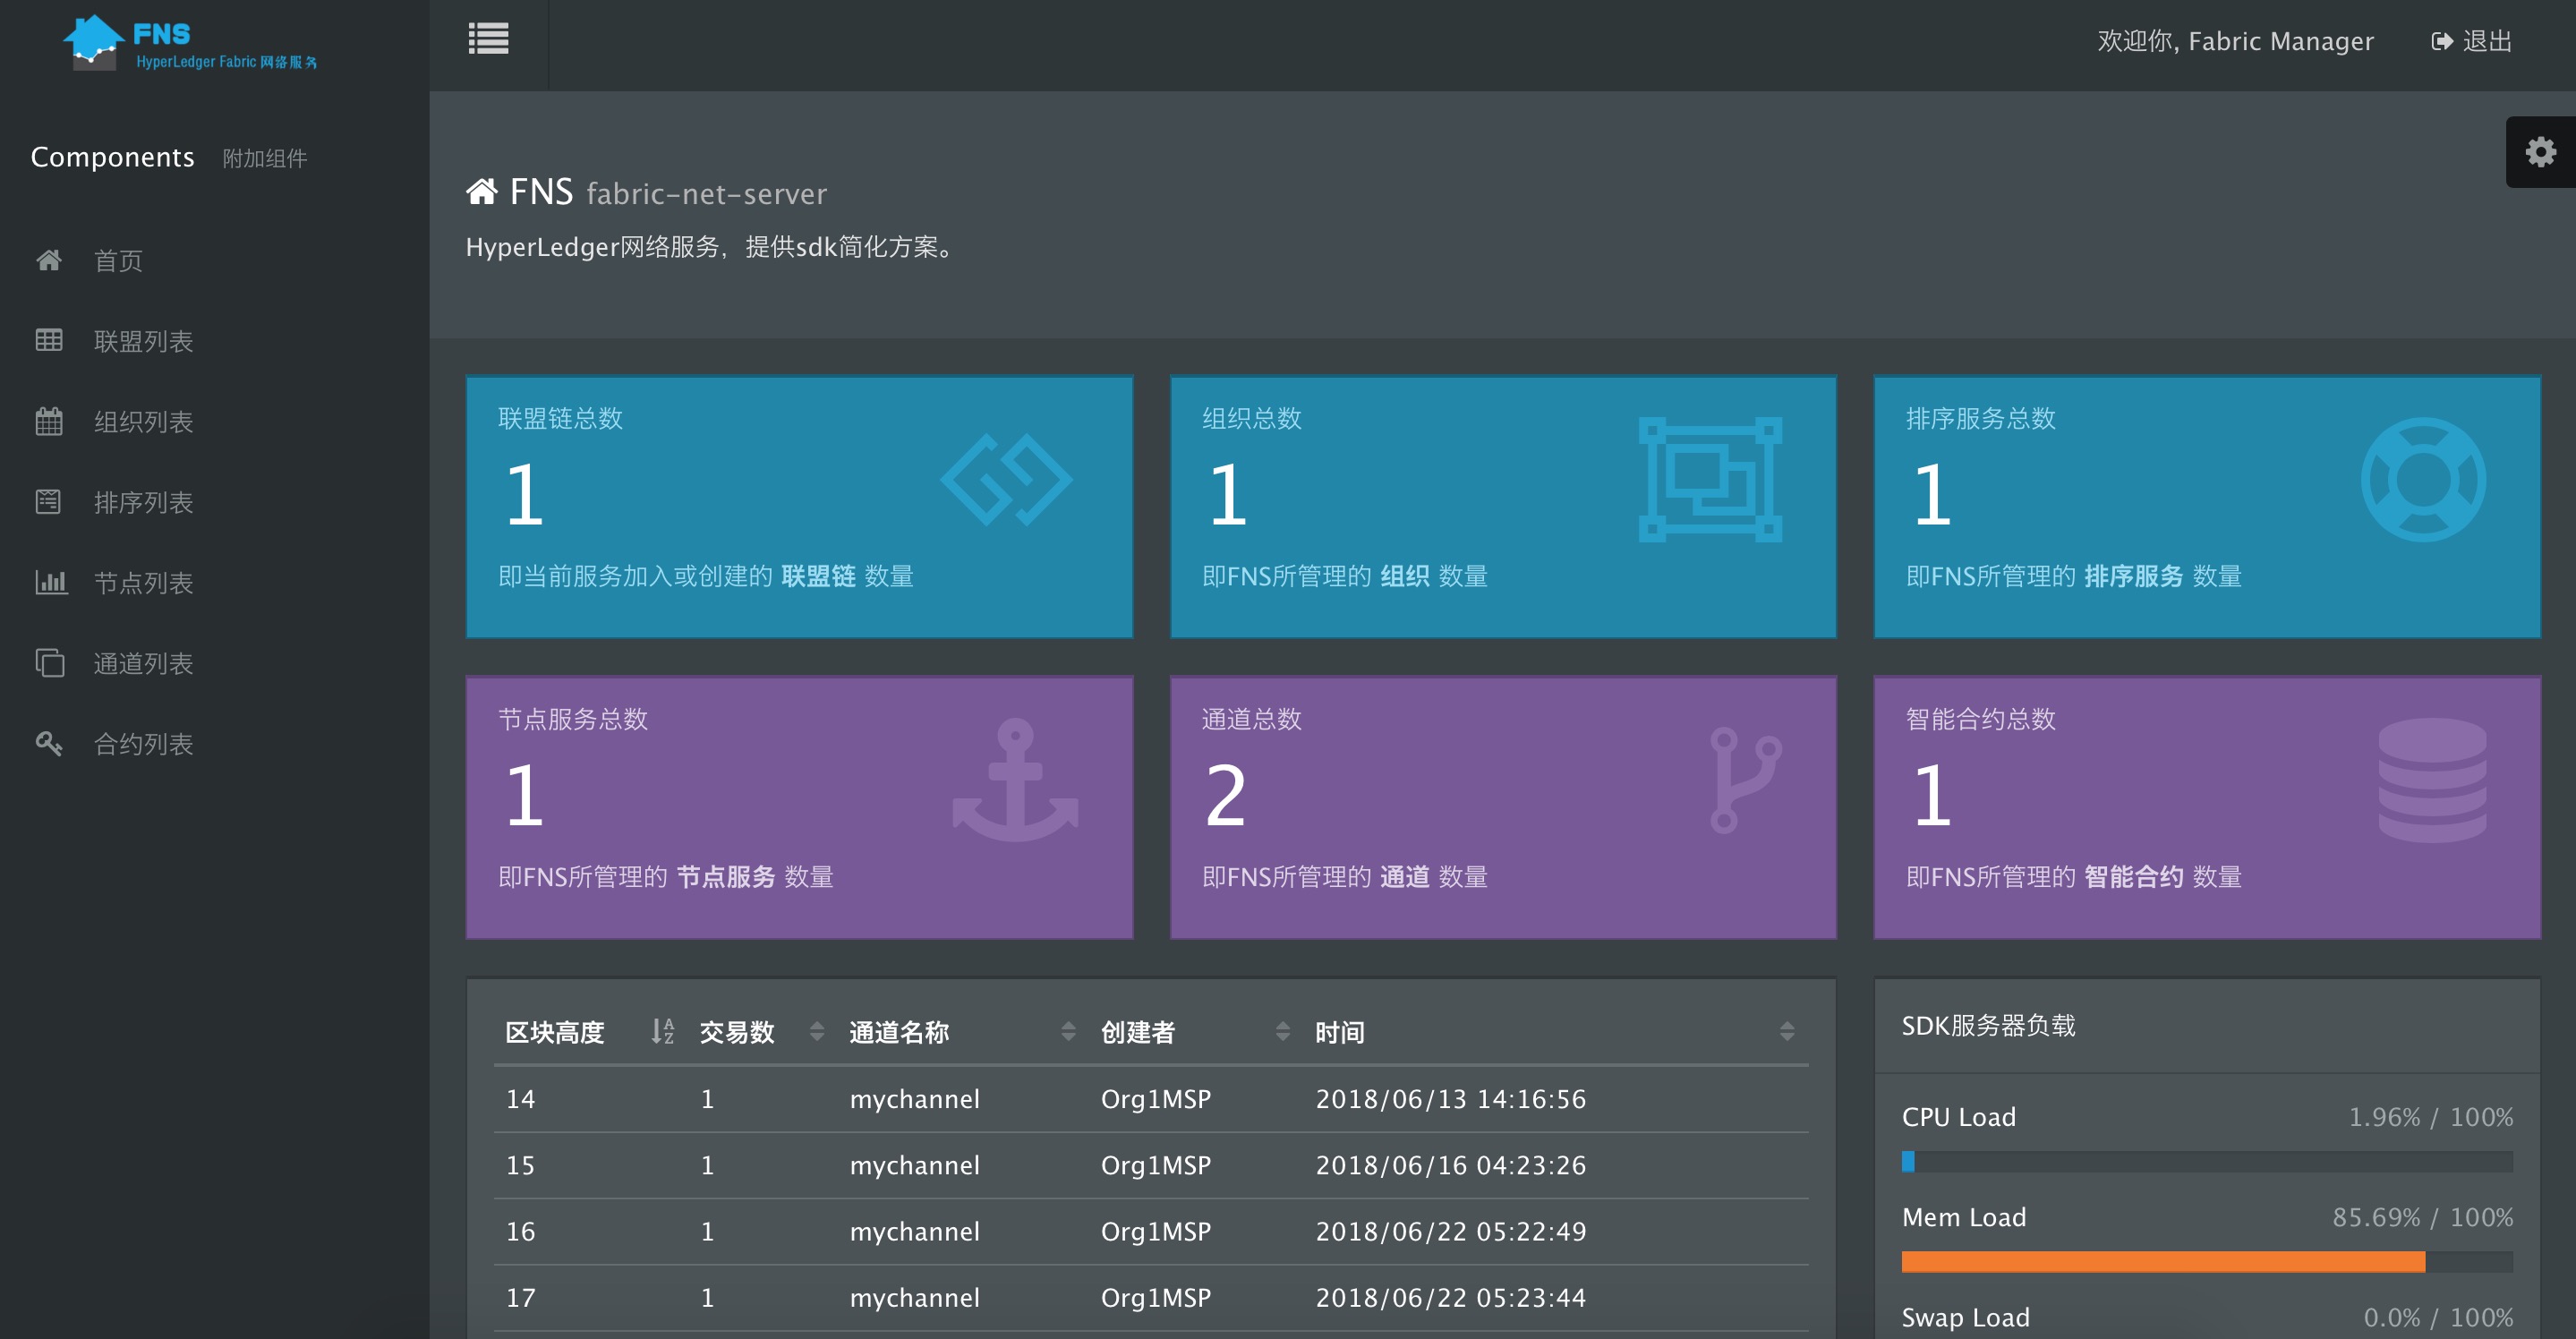 FNS
HyperLedger Fabric 网络服务
欢迎你, Fabric Manager
退出
Components 附加组件
首页
联盟列表
组织列表
排序列表
节点列表
通道列表
合约列表
FNS fabric-net-server
HyperLedger网络服务，提供sdk简化方案。
联盟链总数
1
即当前服务加入或创建的 联盟链 数量
组织总数
1
即FNS所管理的 组织 数量
排序服务总数
1
即FNS所管理的 排序服务 数量
节点服务总数
1
即FNS所管理的 节点服务 数量
通道总数
2
即FNS所管理的 通道 数量
智能合约总数
1
即FNS所管理的 智能合约 数量
区块高度 交易数 通道名称 创建者 时间
14 1 mychannel Org1MSP 2018/06/13 14:16:56
15 1 mychannel Org1MSP 2018/06/16 04:23:26
16 1 mychannel Org1MSP 2018/06/22 05:22:49
17 1 mychannel Org1MSP 2018/06/22 05:23:44
SDK服务器负载
CPU Load 1.96% / 100%
Mem Load 85.69% / 100%
Swap Load 0.0% / 100%